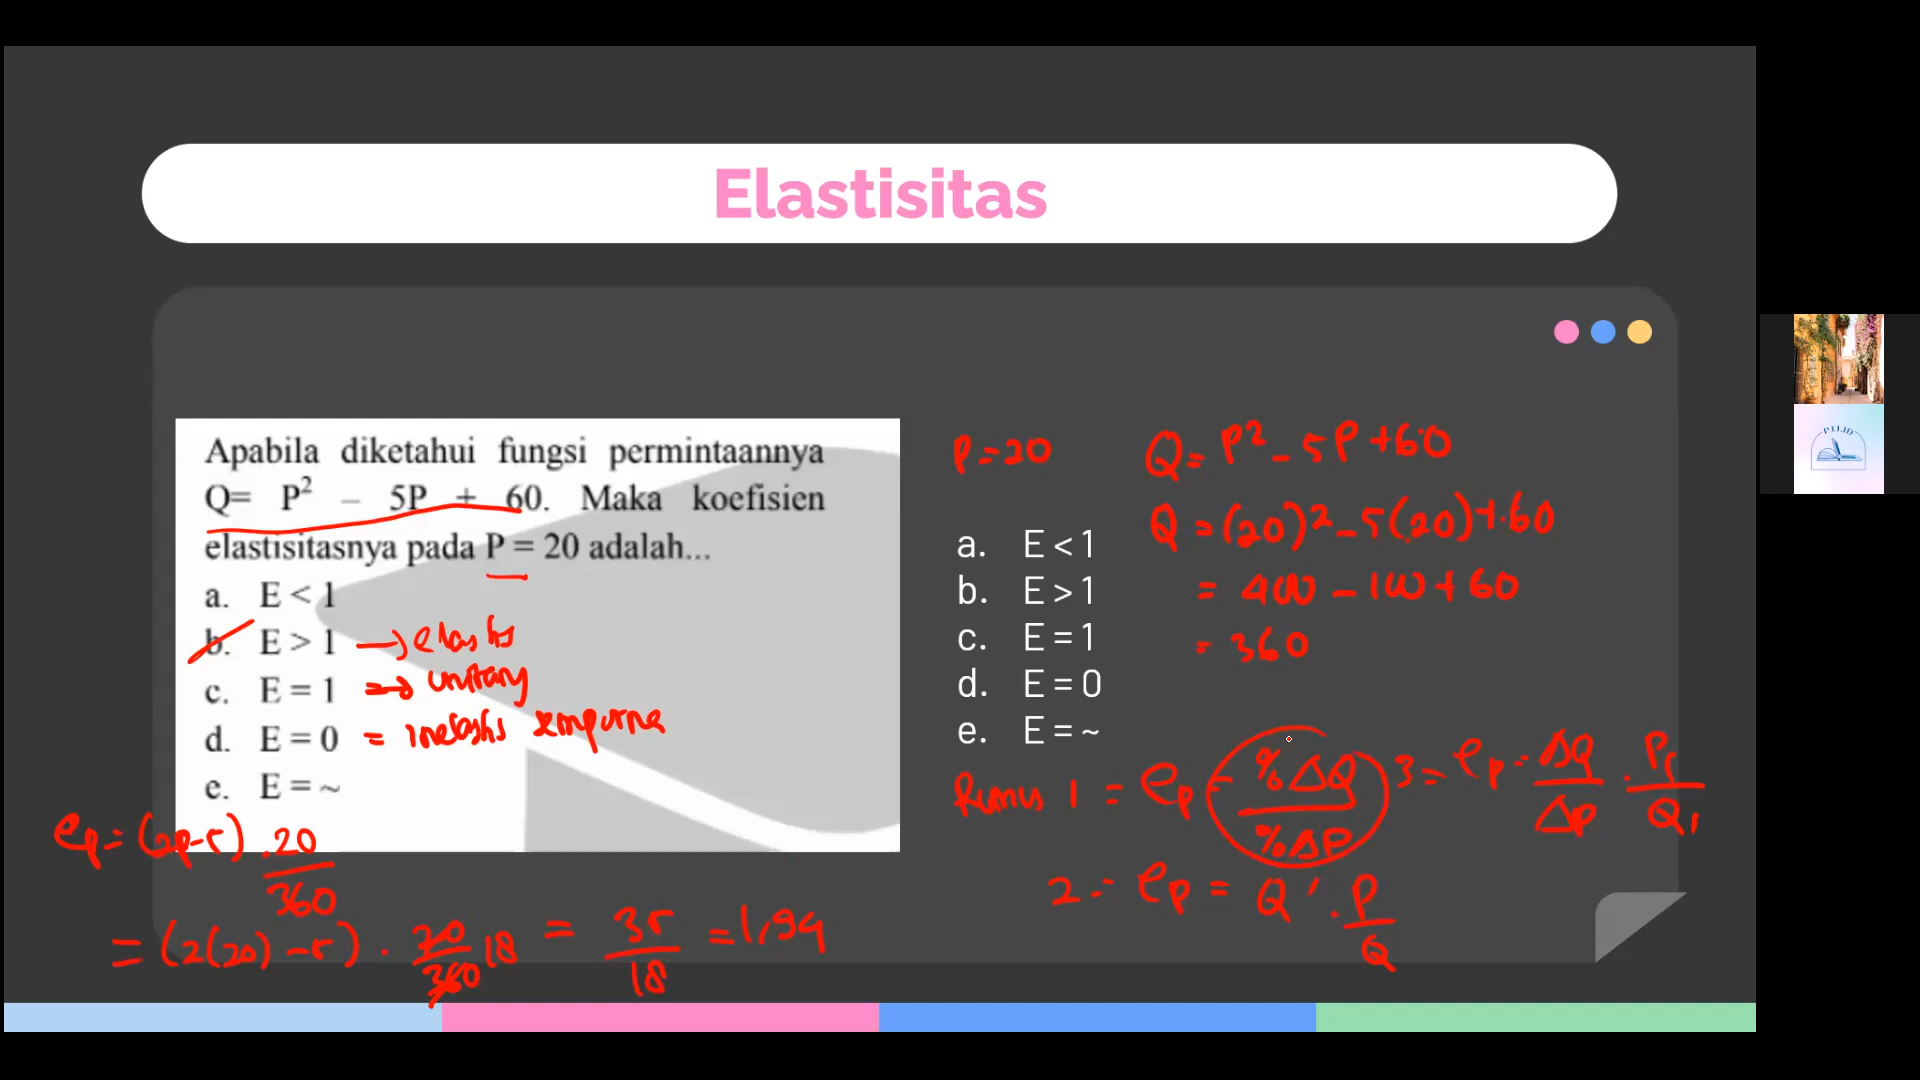 Elastisitas
Apabila diketahui fungsi permintaannya
Q= P² – 5P + 60. Maka koefisien
elastisitasnya pada P = 20 adalah...
a. E < 1
b. E > 1 → elastis
c. E = 1 => unitary
d. E = 0 = inelastis sempurna
e. E = ~
ep = (2p-5) . 20/360
= (2(20) - 5) . 20/360 18 = 35/18 = 1,94
P = 20
a. E < 1
b. E > 1
c. E = 1
d. E = 0
e. E = ~
Q = P² - 5P + 60
Q = (20)² - 5(20) + 60
= 400 - 100 + 60
= 360
Rumus 1 = ep = %ΔQ/%ΔP
3 = ep = ΔQ/ΔP . P1/Q1
2 = ep = Q' . P/Q
P1L1D